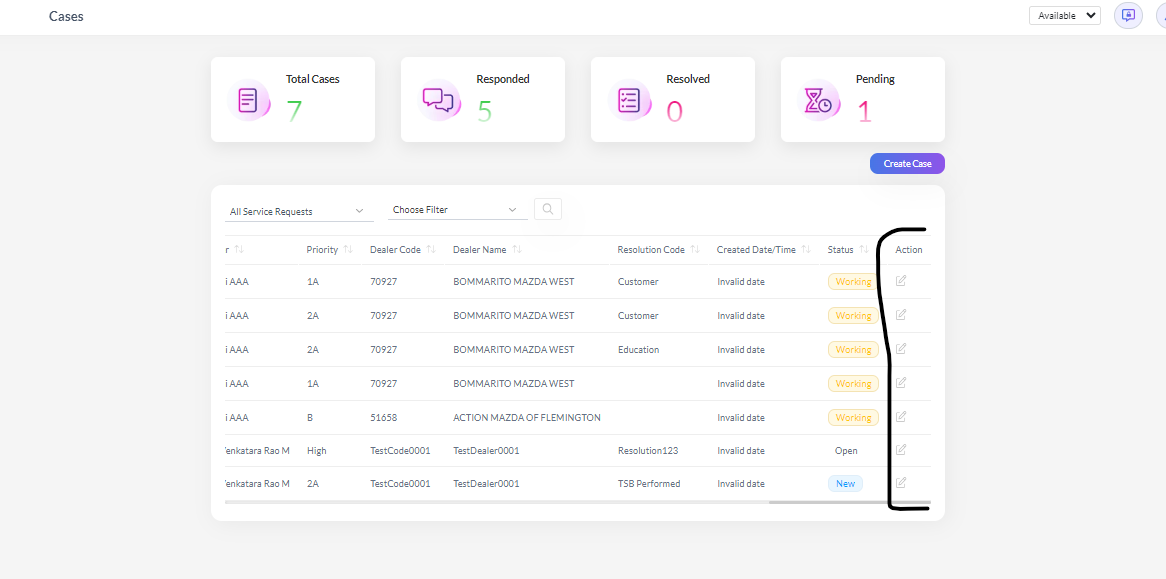 Cases
Available
Total Cases
7
Responded
5
Resolved
0
Pending
1
Create Case
All Service Requests
Choose Filter
r Priority Dealer Code Dealer Name Resolution Code Created Date/Time Status Action
i AAA 1A 70927 BOMMARITO MAZDA WEST Customer Invalid date Working
i AAA 2A 70927 BOMMARITO MAZDA WEST Customer Invalid date Working
i AAA 2A 70927 BOMMARITO MAZDA WEST Education Invalid date Working
i AAA 1A 70927 BOMMARITO MAZDA WEST Invalid date Working
i AAA B 51658 ACTION MAZDA OF FLEMINGTON Invalid date Working
enkatara Rao M High TestCode0001 TestDealer0001 Resolution123 Invalid date Open
enkatara Rao M 2A TestCode0001 TestDealer0001 TSB Performed Invalid date New